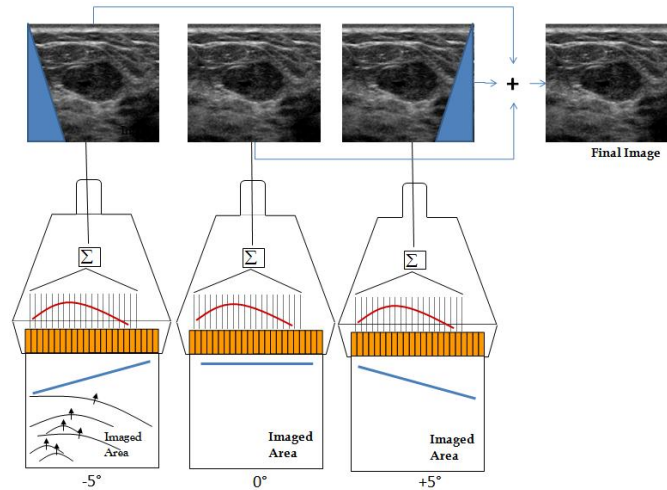 +
Final Image
Σ
Σ
Σ
Imaged
Area
Imaged
Area
Imaged
Area
-5°
0°
+5°